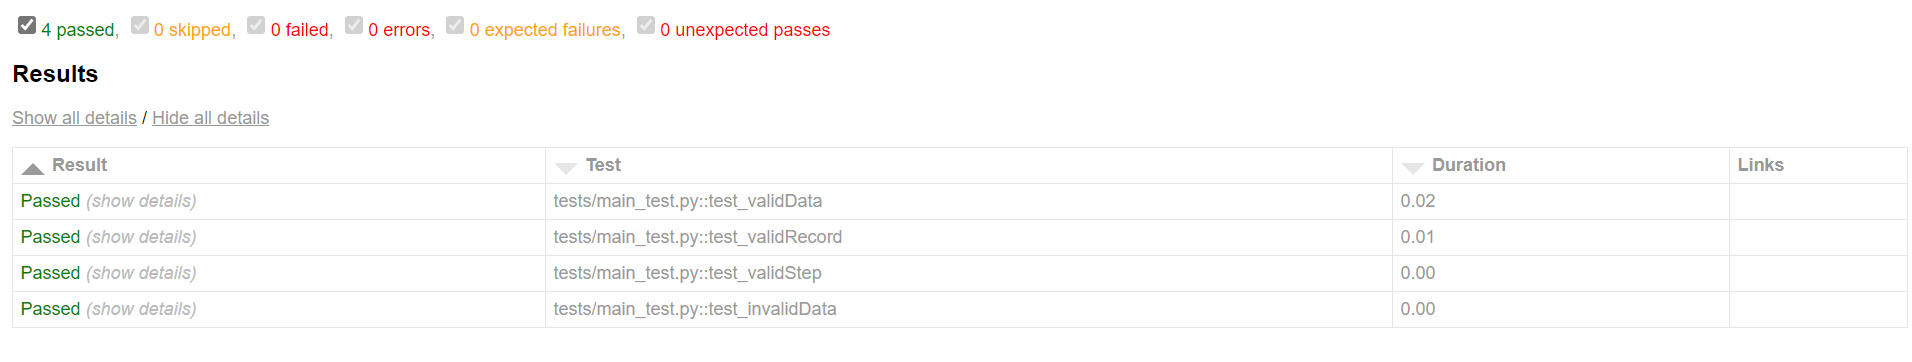 4 passed, 0 skipped, 0 failed, 0 errors, 0 expected failures, 0 unexpected passes
Results
Show all details / Hide all details
Result Test Duration Links
Passed (show details) tests/main_test.py::test_validData 0.02
Passed (show details) tests/main_test.py::test_validRecord 0.01
Passed (show details) tests/main_test.py::test_validStep 0.00
Passed (show details) tests/main_test.py::test_invalidData 0.00